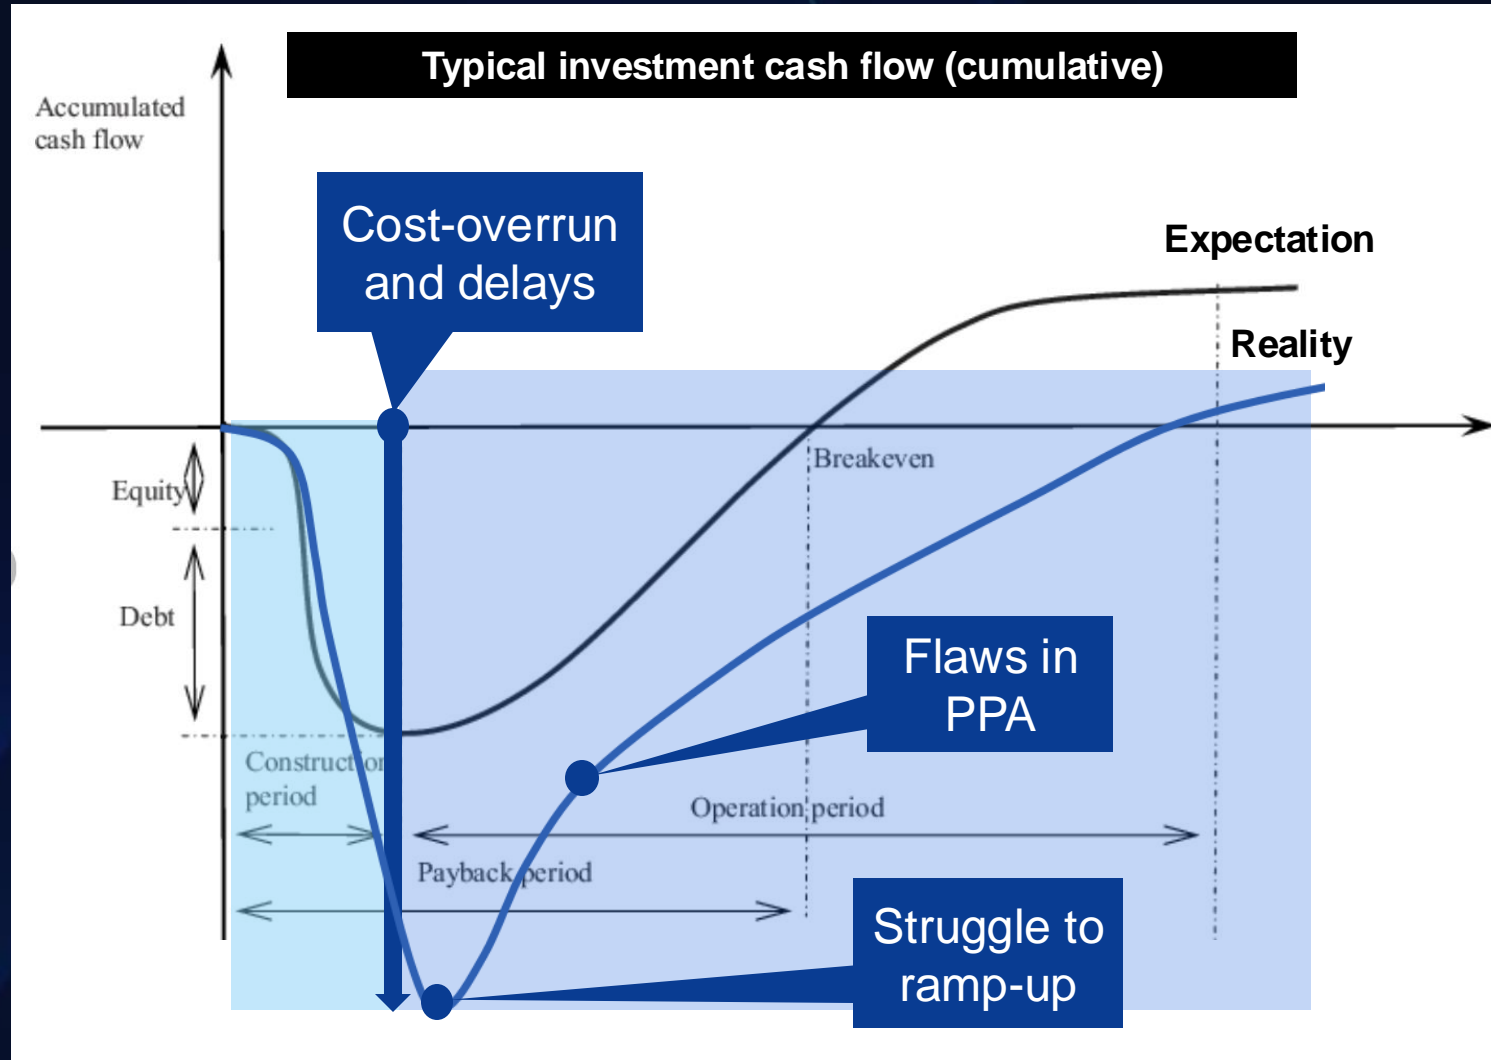 Typical investment cash flow (cumulative)
Accumulated
cash flow
Cost-overrun
and delays
Expectation
Reality
Breakeven
Equity
Debt
Flaws in
PPA
Construction
period
Operation period
Payback period
Struggle to
ramp-up